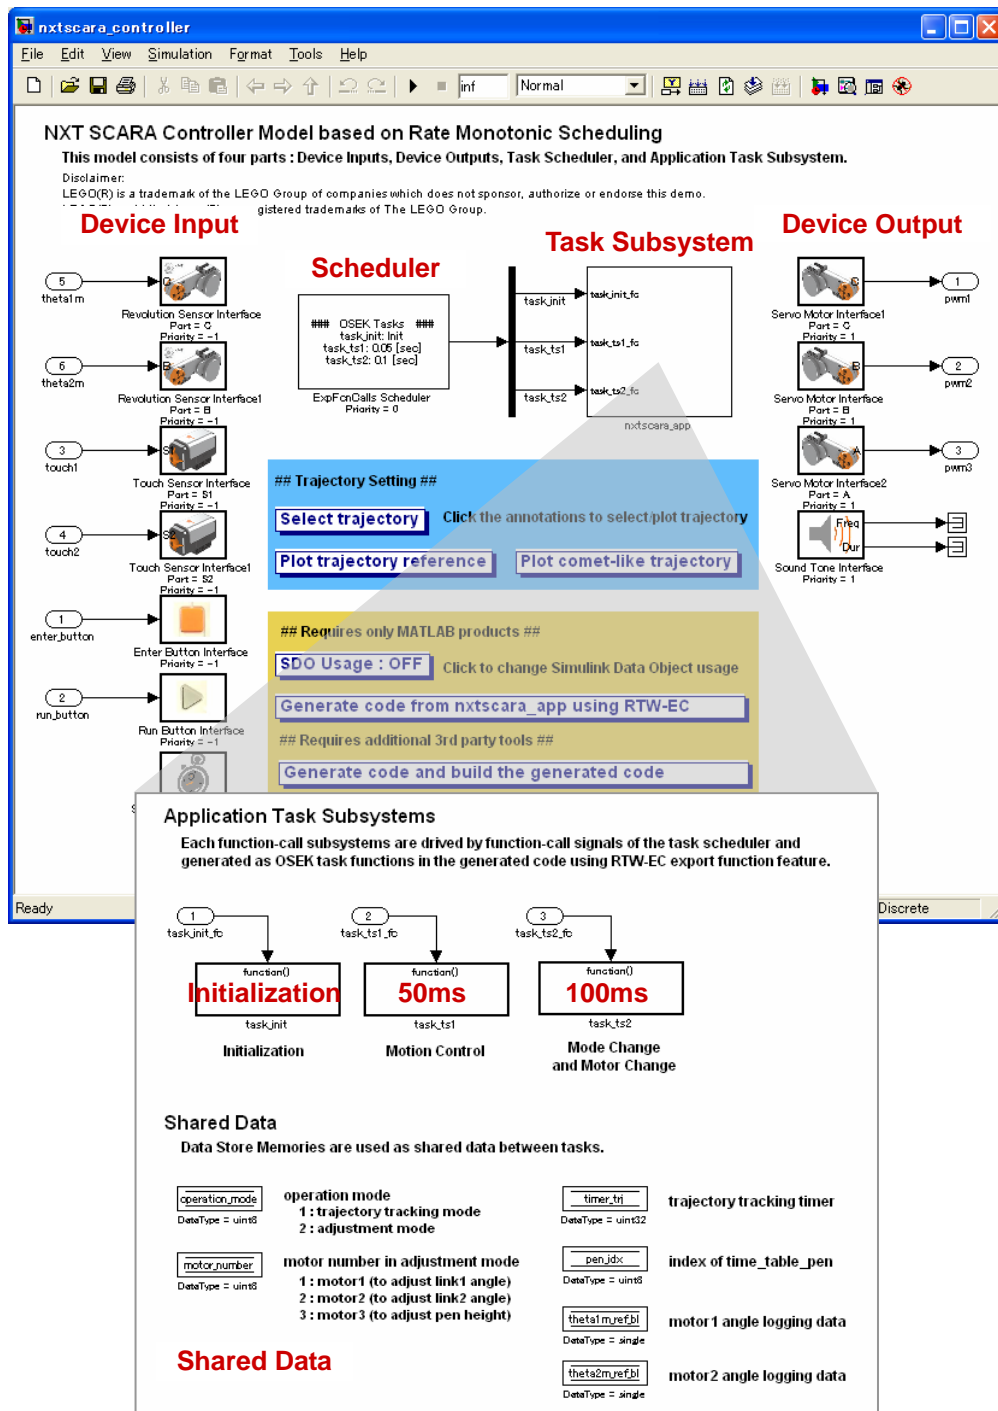 nxtscara_controller
File Edit View Simulation Format Tools Help
inf Normal
NXT SCARA Controller Model based on Rate Monotonic Scheduling
This model consists of four parts : Device Inputs, Device Outputs, Task Scheduler, and Application Task Subsystem.
Disclaimer:
LEGO(R) is a trademark of the LEGO Group of companies which does not sponsor, authorize or endorse this demo.
gistered trademarks of The LEGO Group.
Device Input
Scheduler
Task Subsystem
Device Output
5
theta1m
C
Revolution Sensor Interface
Port = C
Priority = -1
6
theta2m
B
Revolution Sensor Interface1
Port = B
Priority = -1
3
touch1
S1
Touch Sensor Interface
Port = S1
Priority = -1
4
touch2
S2
Touch Sensor Interface1
Port = S2
Priority = -1
1
enter_button
Enter Button Interface
Priority = -1
2
run_button
Run Button Interface
Priority = -1
### OSEK Tasks ###
task_init: Init
task_ts1: 0.05 [sec]
task_ts2: 0.1 [sec]
ExpFcnCalls Scheduler
Priority = 0
task_init
task_ts1
task_ts2
task_init_fc
task_ts1_fc
task_ts2_fc
nxtscara_app
C
Servo Motor Interface1
Port = C
Priority = 1
1
pwm1
B
Servo Motor Interface
Port = B
Priority = 1
2
pwm2
A
Servo Motor Interface2
Port = A
Priority = 1
3
pwm3
Freq
Dur
Sound Tone Interface
Priority = 1
## Trajectory Setting ##
Select trajectory Click the annotations to select/plot trajectory
Plot trajectory reference Plot comet-like trajectory
## Requires only MATLAB products ##
SDO Usage : OFF Click to change Simulink Data Object usage
Generate code from nxtscara_app using RTW-EC
## Requires additional 3rd party tools ##
Generate code and build the generated code
Ready
Discrete
Application Task Subsystems
Each function-call subsystems are drived by function-call signals of the task scheduler and
generated as OSEK task functions in the generated code using RTW-EC export function feature.
1
task_init_fc
2
task_ts1_fc
3
task_ts2_fc
function()
Initialization
task_init
Initialization
function()
50ms
task_ts1
Motion Control
function()
100ms
task_ts2
Mode Change
and Motor Change
Shared Data
Data Store Memories are used as shared data between tasks.
operation_mode
DataType = uint8
operation mode
1 : trajectory tracking mode
2 : adjustment mode
motor_number
DataType = uint8
motor number in adjustment mode
1 : motor1 (to adjust link1 angle)
2 : motor2 (to adjust link2 angle)
3 : motor3 (to adjust pen height)
timer_trj
DataType = uint32
trajectory tracking timer
pen_idx
DataType = uint8
index of time_table_pen
theta1m_ref_bl
DataType = single
motor1 angle logging data
theta2m_ref_bl
DataType = single
motor2 angle logging data
Shared Data